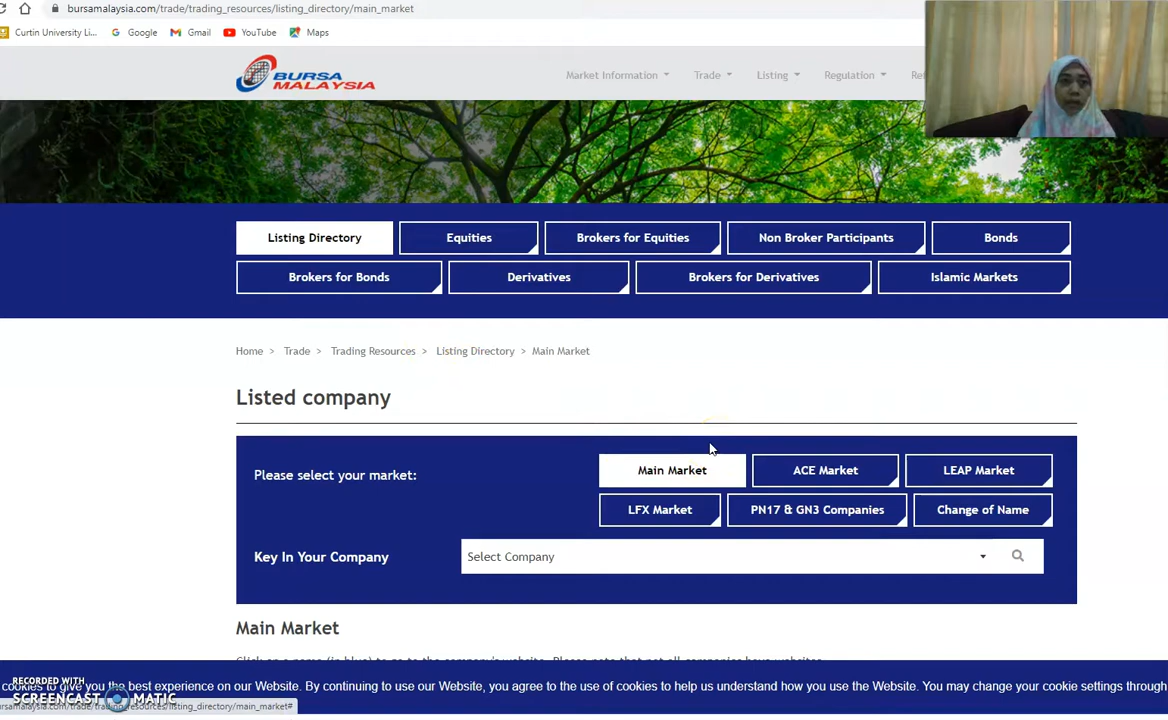 bursamalaysia.com/trade/trading_resources/listing_directory/main_market
Curtin University Li...
Google
Gmail
YouTube
Maps
BURSA
MALAYSIA
Market Information
Trade
Listing
Regulation
Listing Directory
Equities
Brokers for Equities
Non Broker Participants
Bonds
Brokers for Bonds
Derivatives
Brokers for Derivatives
Islamic Markets
Home > Trade > Trading Resources > Listing Directory > Main Market
Listed company
Please select your market:
Main Market
ACE Market
LEAP Market
LFX Market
PN17 & GN3 Companies
Change of Name
Key In Your Company
Select Company
Main Market
cookies to give you the best experience on our Website. By continuing to use our Website, you agree to the use of cookies to help us understand how you use the Website. You may change your cookie settings through
RECORDED WITH
SCREENCAST MATIC